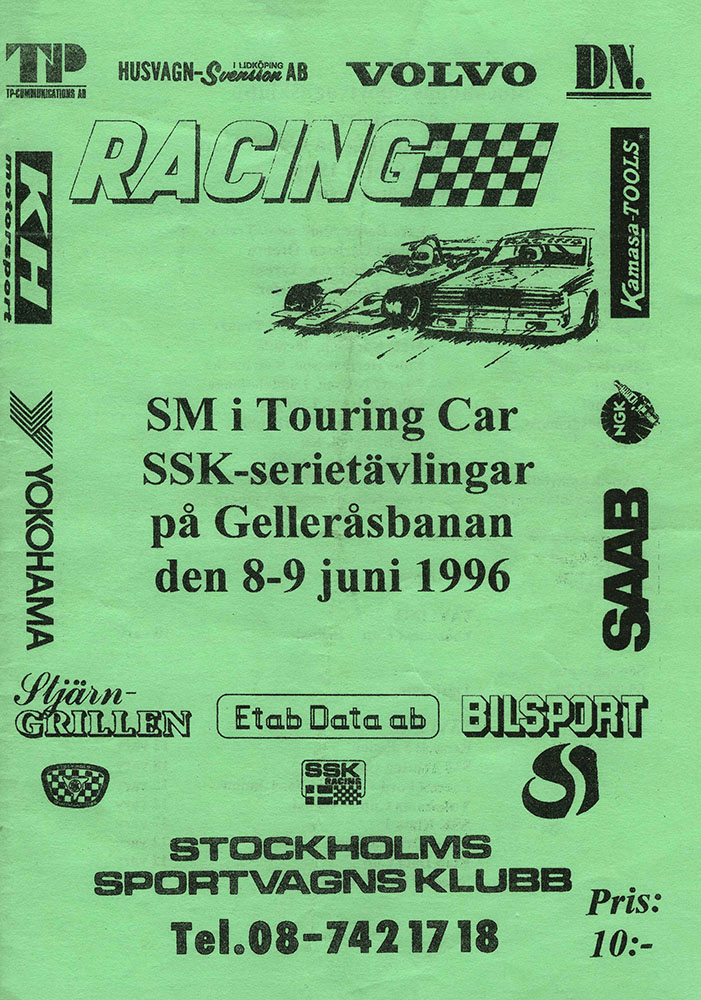 TP
TP-COMMUNICATIONS AB
HUSVAGN-Svensson AB
I LIDKÖPING
VOLVO
DN.
RACING
KH
motorsport
Kamasa-TOOLS®
RACING
SM i Touring Car
SSK-serietävlingar
på Gelleråsbanan
den 8-9 juni 1996
YOKOHAMA
NGK
SAAB
Stjärn-
GRILLEN
Etab Data ab
BILSPORT
SSK
RACING
STOCKHOLMS
SPORTVAGNS KLUBB
Tel.08-742 17 18
Pris:
10:-